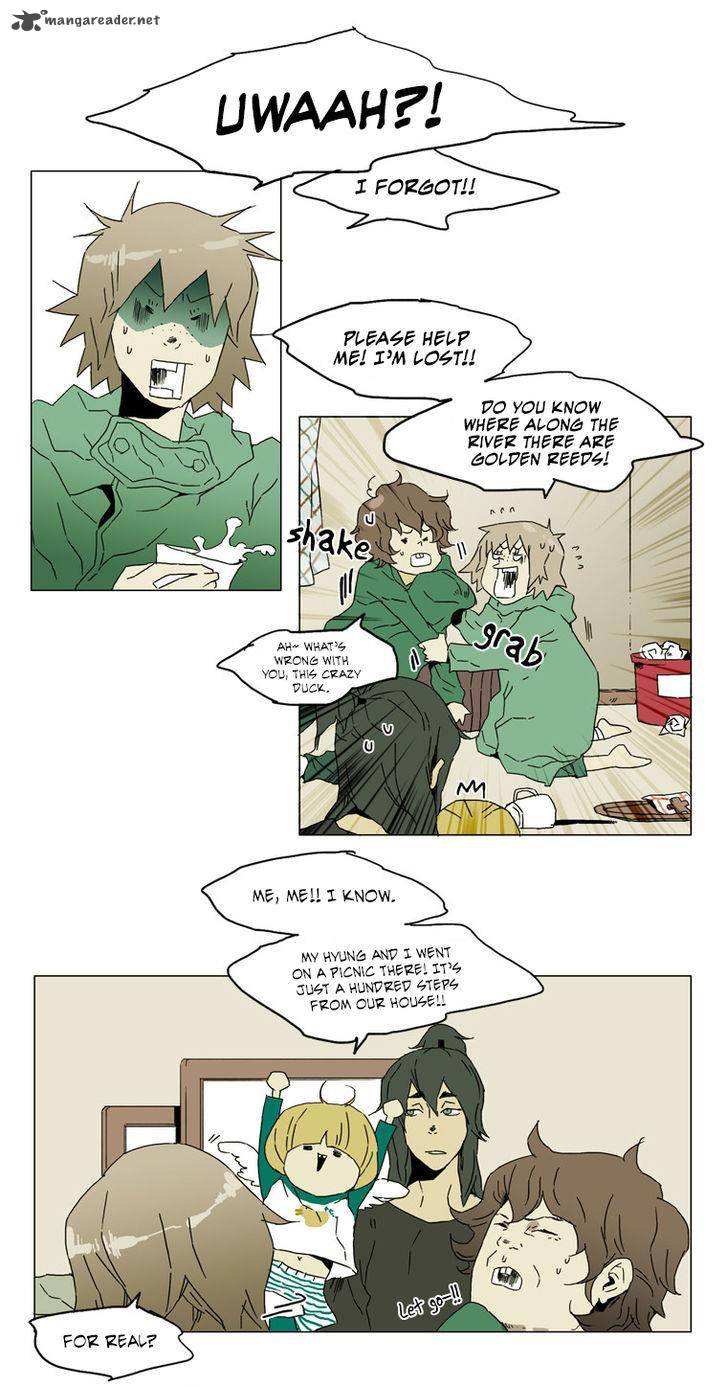 mangareader.net
UWAAH?!
I FORGOT!!
PLEASE HELP
ME! I'M LOST!!
DO YOU KNOW
WHERE ALONG THE
RIVER THERE ARE
GOLDEN REEDS!
shake
grab
AH~ WHAT'S
WRONG WITH
YOU, THIS CRAZY
DUCK.
ME, ME!! I KNOW.
MY HYUNG AND I WENT
ON A PICNIC THERE! IT'S
JUST A HUNDRED STEPS
FROM OUR HOUSE!!
Let go-!!
FOR REAL?